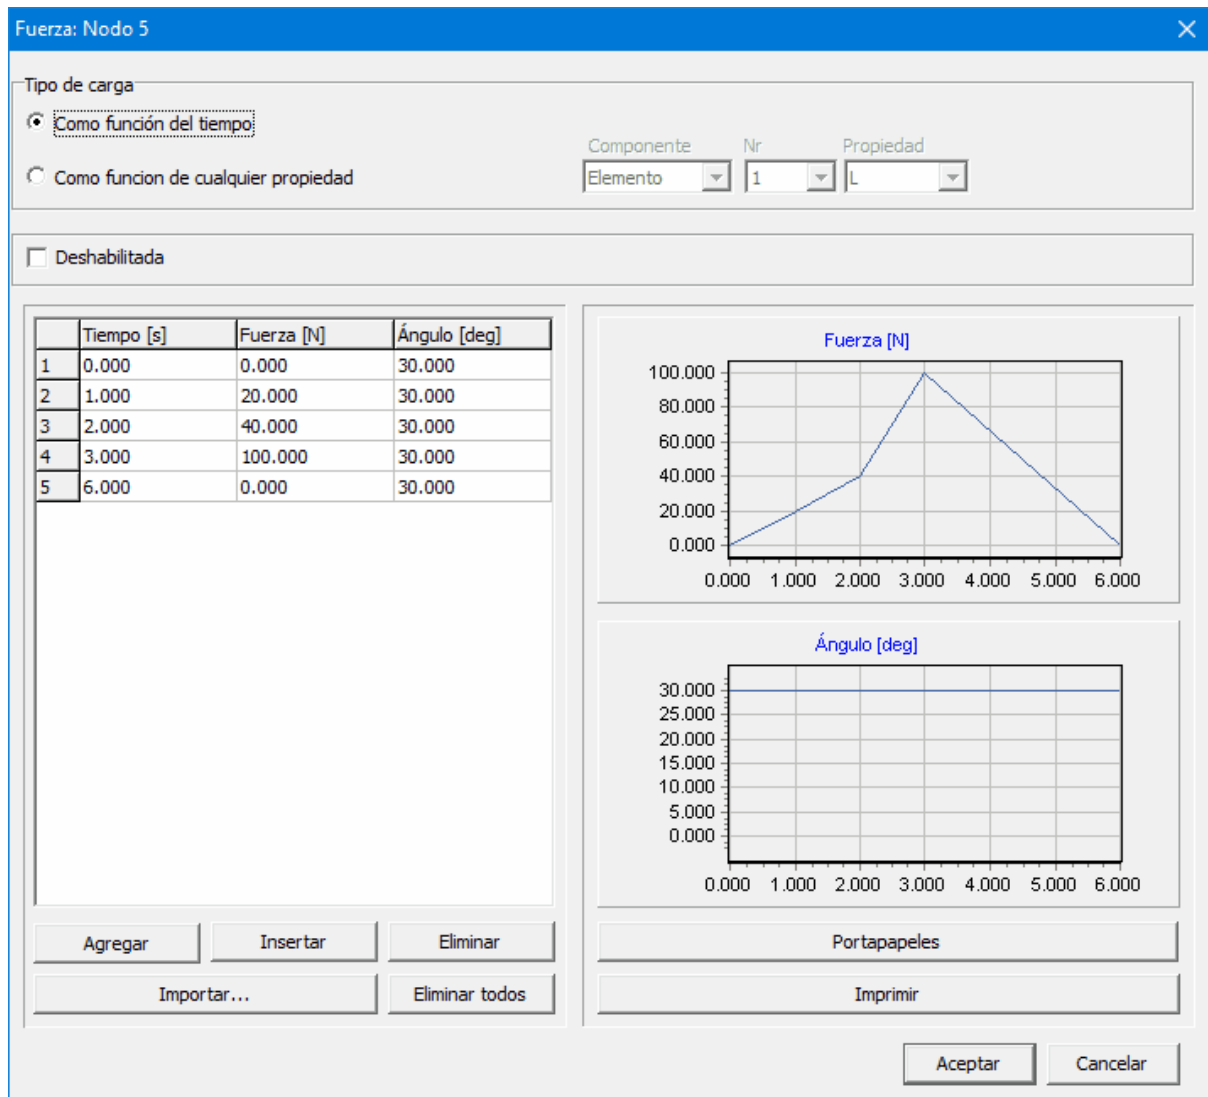 Fuerza: Nodo 5
Tipo de carga
Como función del tiempo
Componente Nr Propiedad
Como funcion de cualquier propiedad Elemento 1 L
Deshabilitada
Tiempo [s] Fuerza [N] Ángulo [deg]
1 0.000 0.000 30.000
2 1.000 20.000 30.000
3 2.000 40.000 30.000
4 3.000 100.000 30.000
5 6.000 0.000 30.000
Fuerza [N]
100.000
80.000
60.000
40.000
20.000
0.000
0.000 1.000 2.000 3.000 4.000 5.000 6.000
Ángulo [deg]
30.000
25.000
20.000
15.000
10.000
5.000
0.000
0.000 1.000 2.000 3.000 4.000 5.000 6.000
Agregar Insertar Eliminar
Importar... Eliminar todos
Portapapeles
Imprimir
Aceptar Cancelar